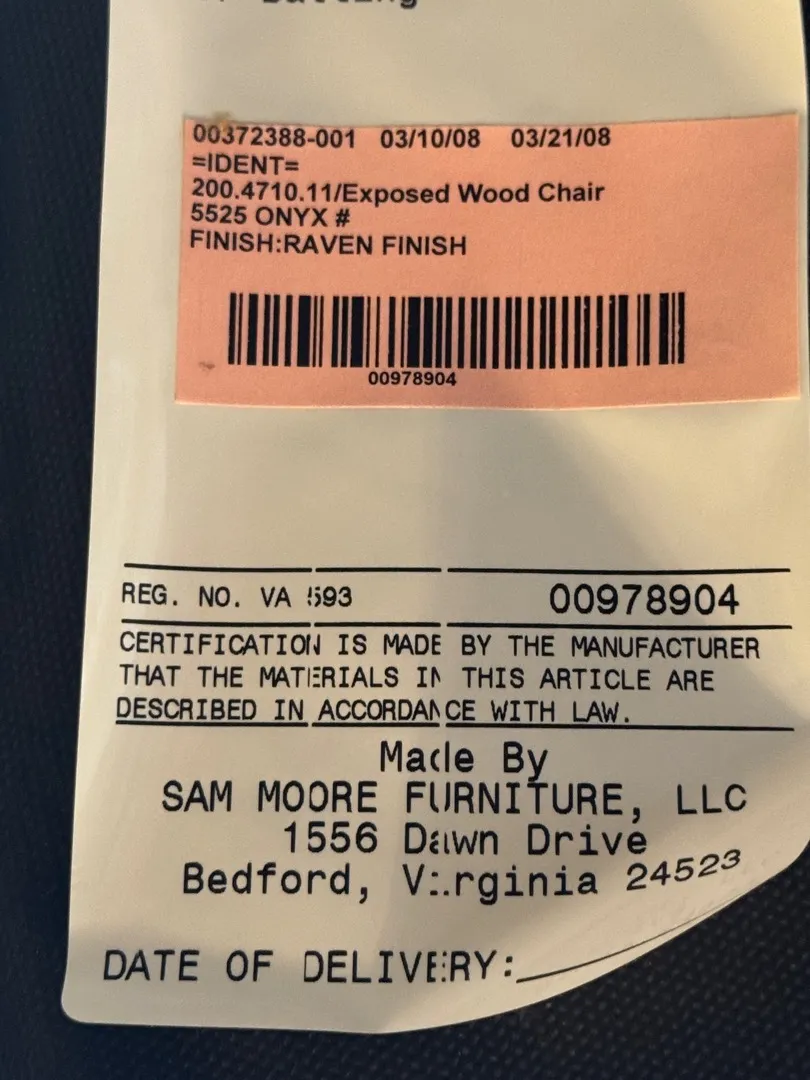 00372388-001 03/10/08 03/21/08
=IDENT=
200.4710.11/Exposed Wood Chair
5525 ONYX #
FINISH:RAVEN FINISH
00978904
REG. NO. VA 593 00978904
CERTIFICATION IS MADE BY THE MANUFACTURER
THAT THE MATERIALS IN THIS ARTICLE ARE
DESCRIBED IN ACCORDANCE WITH LAW.
Made By
SAM MOORE FURNITURE, LLC
1556 Dawn Drive
Bedford, Virginia 24523
DATE OF DELIVERY: